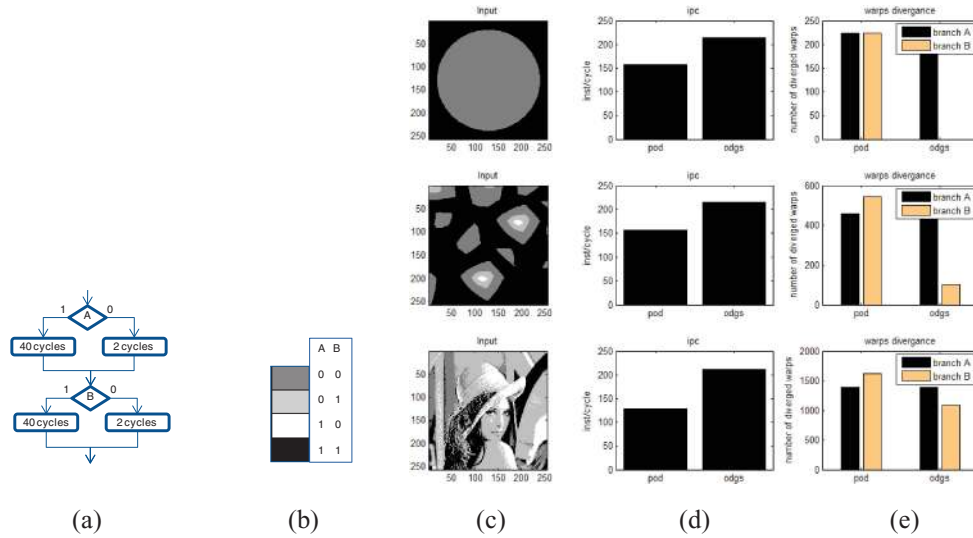 1 0
A
40 cycles 2 cycles
1 0
B
40 cycles 2 cycles
(a)
A B
0 0
0 1
1 0
1 1
(b)
Input
0
50
100
150
200
250
50 100 150 200 250
Input
0
50
100
150
200
250
50 100 150 200 250
Input
0
50
100
150
200
250
50 100 150 200 250
(c)
ipc
250
200
150
100
50
0
inst/cycle
pod odgs
ipc
250
200
150
100
50
0
inst/cycle
pod odgs
ipc
250
200
150
100
50
0
inst/cycle
pod odgs
(d)
warps divergance
250
200
150
100
50
0
number of diverged warps
branch A
branch B
pod odgs
warps divergance
600
400
200
0
number of diverged warps
branch A
branch B
pod odgs
warps divergance
2000
1500
1000
500
0
number of diverged warps
branch A
branch B
pod odgs
(e)